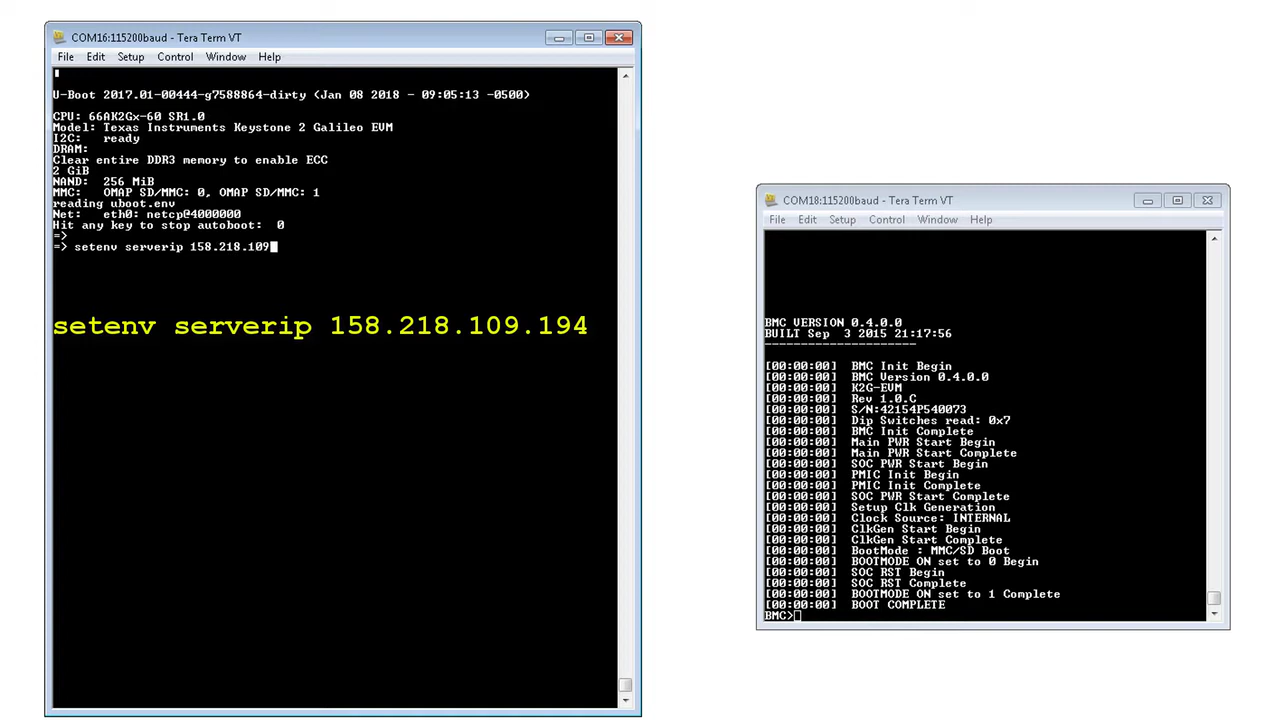 COM16:115200baud - Tera Term VT
File Edit Setup Control Window Help
U-Boot 2017.01-00444-g7588864-dirty (Jan 08 2018 - 09:05:13 -0500)
CPU: 66AK2Gx-60 SR1.0
Model: Texas Instruments Keystone 2 Galileo EVM
I2C: ready
DRAM:
Clear entire DDR3 memory to enable ECC
2 GiB
NAND: 256 MiB
MMC: OMAP SD/MMC: 0, OMAP SD/MMC: 1
reading uboot.env
Net: eth0: netcp@4000000
Hit any key to stop autoboot: 0
=>
=> setenv serverip 158.218.109
setenv serverip 158.218.109.194
COM18:115200baud - Tera Term VT
File Edit Setup Control Window Help
BMC VERSION 0.4.0.0
BUILT Sep 3 2015 21:17:56
----------------------
[00:00:00] BMC Init Begin
[00:00:00] BMC Version 0.4.0.0
[00:00:00] K2G-EVM
[00:00:00] Rev 1.0.C
[00:00:00] S/N:42154P540073
[00:00:00] Dip Switches read: 0x7
[00:00:00] BMC Init Complete
[00:00:00] Main PWR Start Begin
[00:00:00] Main PWR Start Complete
[00:00:00] SOC PWR Start Begin
[00:00:00] PMIC Init Begin
[00:00:00] PMIC Init Complete
[00:00:00] SOC PWR Start Complete
[00:00:00] Setup Clk Generation
[00:00:00] Clock Source: INTERNAL
[00:00:00] ClkGen Start Begin
[00:00:00] ClkGen Start Complete
[00:00:00] BootMode : MMC/SD Boot
[00:00:00] BOOTMODE ON set to 0 Begin
[00:00:00] SOC RST Begin
[00:00:00] SOC RST Complete
[00:00:00] BOOTMODE ON set to 1 Complete
[00:00:00] BOOT COMPLETE
BMC>